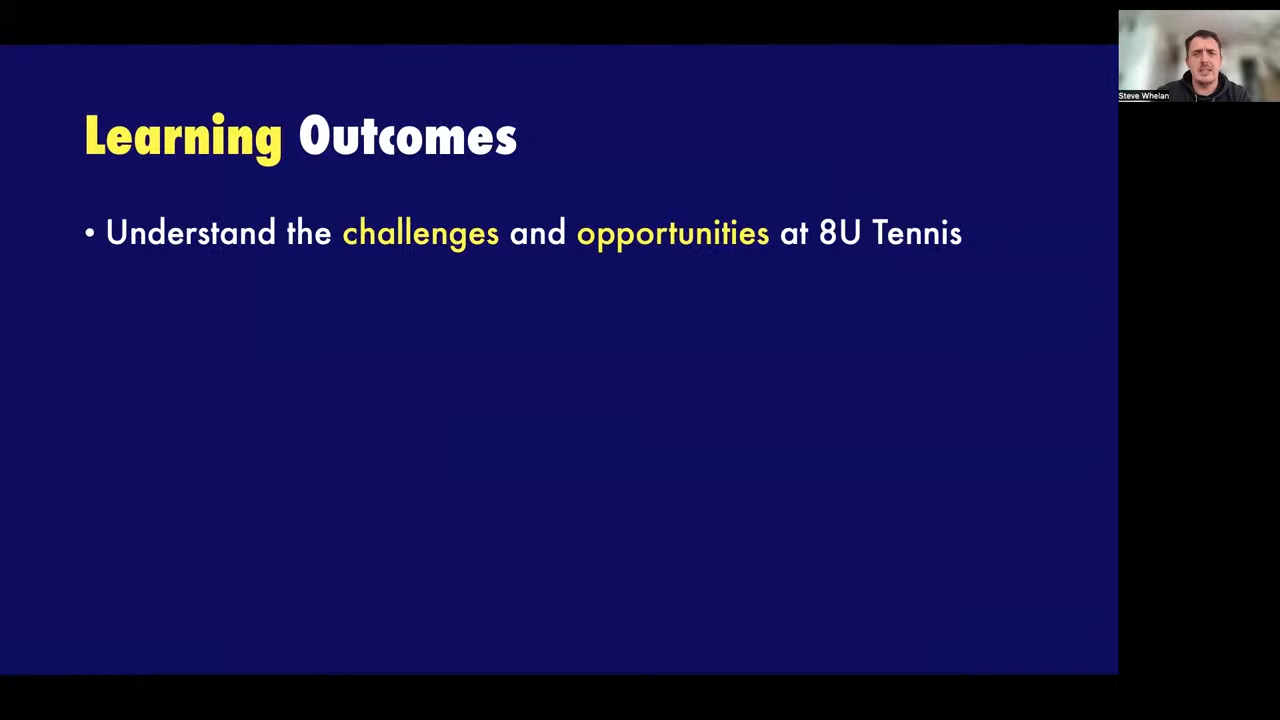 Learning Outcomes
• Understand the challenges and opportunities at 8U Tennis
Steve Whelan